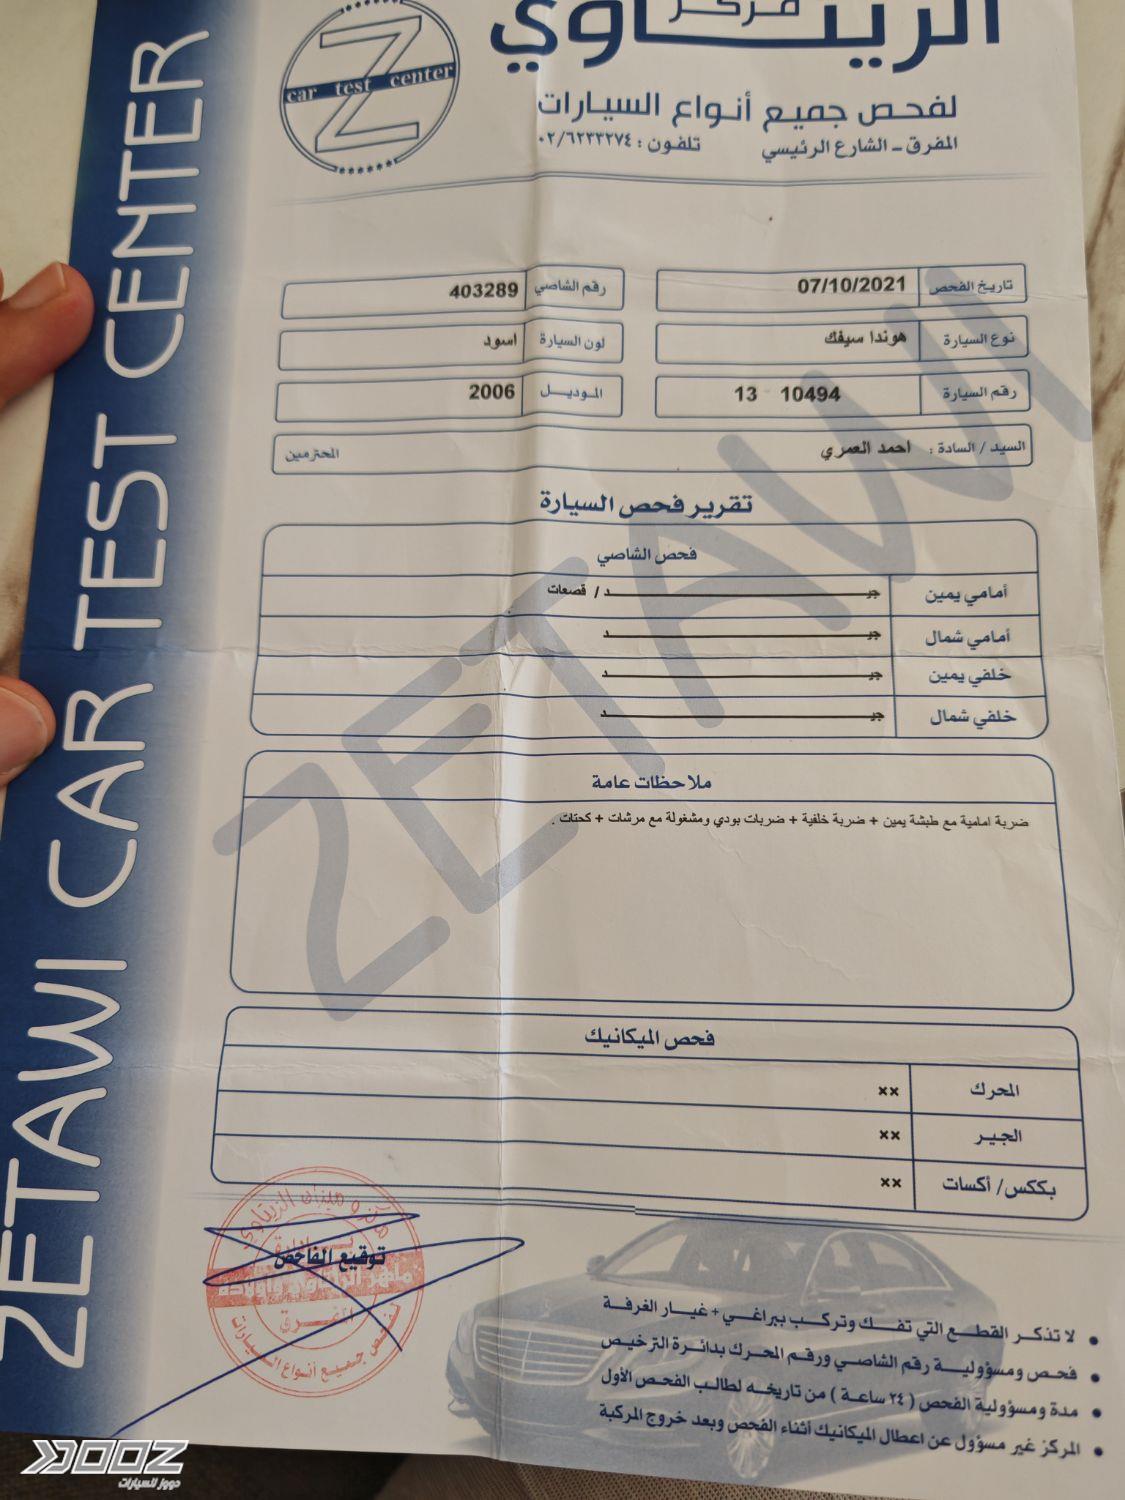 ZETAWI CAR TEST CENTER
مركز
الزيتاوي
car test center
لفحص جميع أنواع السيارات
المفرق - الشارع الرئيسي تلفون : ٠٢/٦٢٣٣٢٧٤
تاريخ الفحص 07/10/2021 رقم الشاصي 403289
نوع السيارة هوندا سيفك لون السيارة اسود
رقم السيارة 13 - 10494 الموديل 2006
السيد / السادة : احمد العمري المحترمين
تقرير فحص السيارة
فحص الشاصي
أمامي يمين جيد / قصعات
أمامي شمال جيد
خلفي يمين جيد
خلفي شمال جيد
ملاحظات عامة
ضربة امامية مع طبشة يمين + ضربة خلفية + ضربات بودي ومشغولة مع مرشات + كحتات .
فحص الميكانيك
المحرك ××
الجير ××
بككس/ أكسات ××
توقيع الفاحص
لا تذكر القطع التي تفك وتركب ببراغي + غيار الغرفة
فحص ومسؤولية رقم الشاصي ورقم المحرك بدائرة الترخيص
مدة ومسؤولية الفحص ( ٢٤ ساعة ) من تاريخه لطالب الفحص الأول
المركز غير مسؤول عن اعطال الميكانيك أثناء الفحص وبعد خروج المركبة
ZETAWI
لفحص جميع أنواع السيارات
المفرق
DOOZ
دووز للسيارات